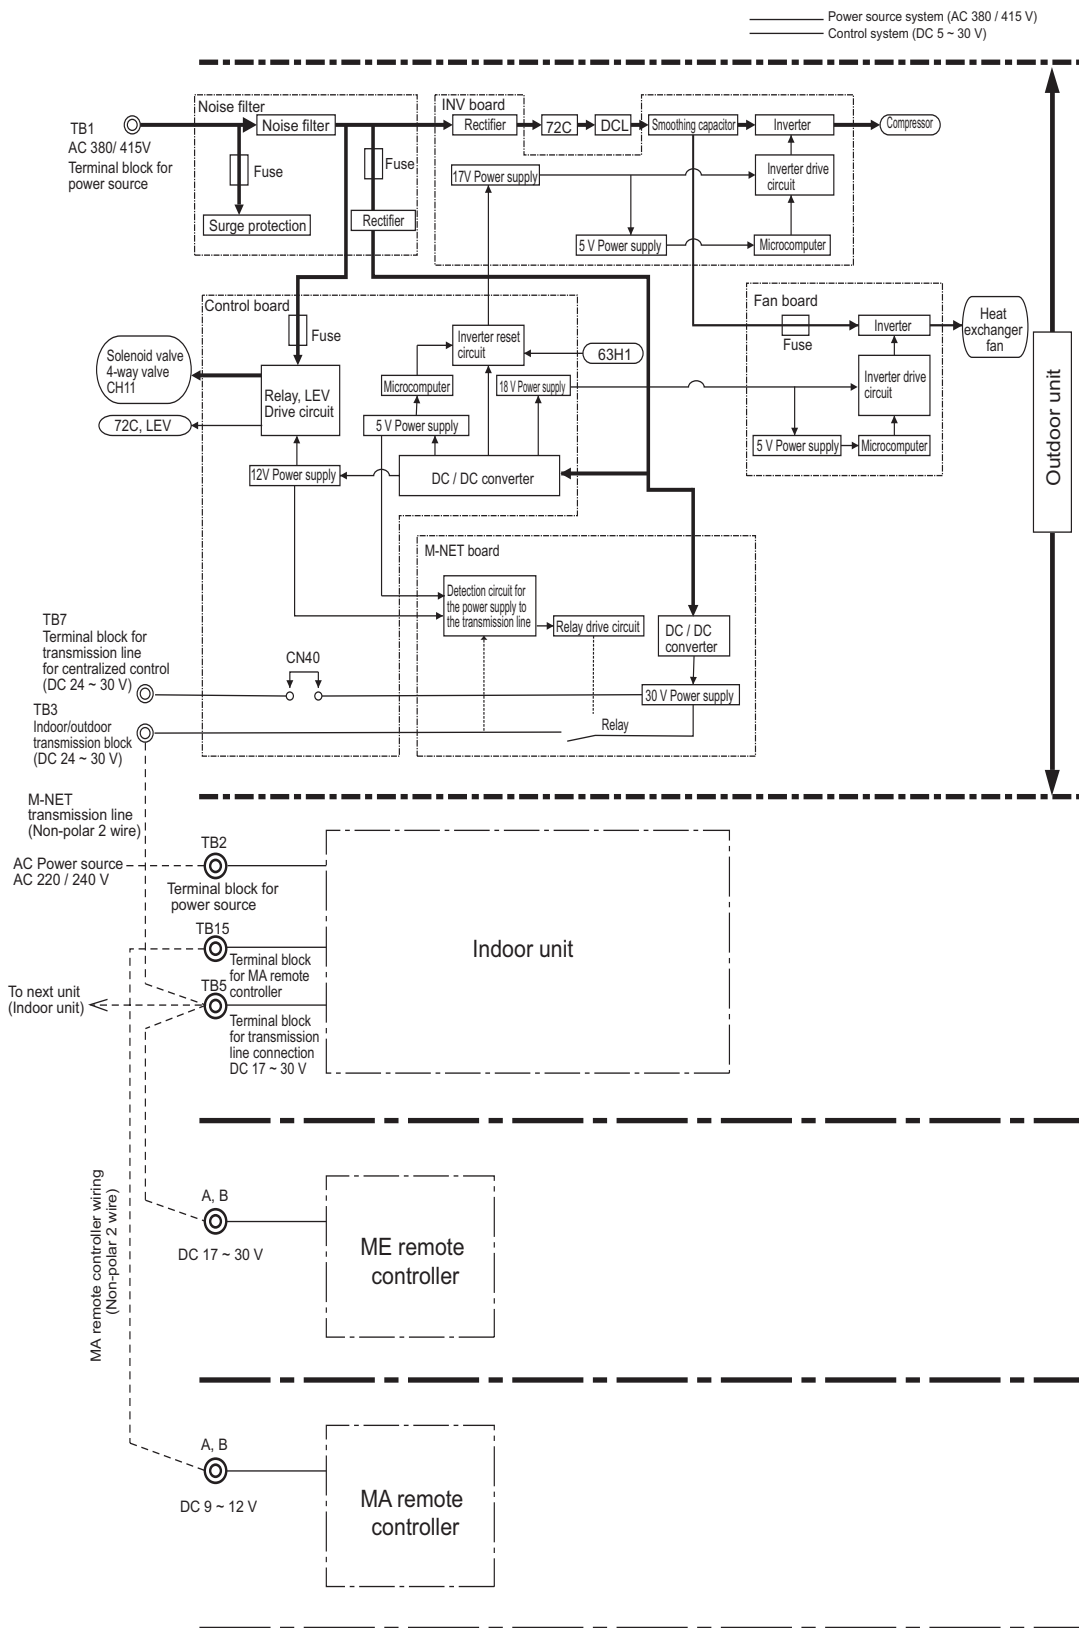 Power source system (AC 380 / 415 V)
Control system (DC 5 ~ 30 V)
Noise filter
INV board
TB1
AC 380/ 415V
Terminal block for
power source
Noise filter
Rectifier
72C
DCL
Smoothing capacitor
Inverter
Compressor
Fuse
Fuse
17V Power supply
Inverter drive
circuit
Surge protection
Rectifier
5 V Power supply
Microcomputer
Control board
Fan board
Fuse
Inverter reset
circuit
63H1
Fuse
Inverter
Heat
exchanger
fan
Solenoid valve
4-way valve
CH11
Relay, LEV
Drive circuit
Microcomputer
18 V Power supply
Inverter drive
circuit
72C, LEV
5 V Power supply
5 V Power supply
Microcomputer
12V Power supply
DC / DC converter
Outdoor unit
M-NET board
Detection circuit for
the power supply to
the transmission line
Relay drive circuit
DC / DC
converter
TB7
Terminal block for
transmission line
for centralized control
(DC 24 ~ 30 V)
CN40
30 V Power supply
TB3
Indoor/outdoor
transmission block
(DC 24 ~ 30 V)
Relay
M-NET
transmission line
(Non-polar 2 wire)
TB2
AC Power source
AC 220 / 240 V
Terminal block for
power source
TB15
Terminal block
for MA remote
controller
Indoor unit
TB5
To next unit
(Indoor unit)
Terminal block
for transmission
line connection
DC 17 ~ 30 V
MA remote controller wiring
(Non-polar 2 wire)
A, B
DC 17 ~ 30 V
ME remote
controller
A, B
DC 9 ~ 12 V
MA remote
controller